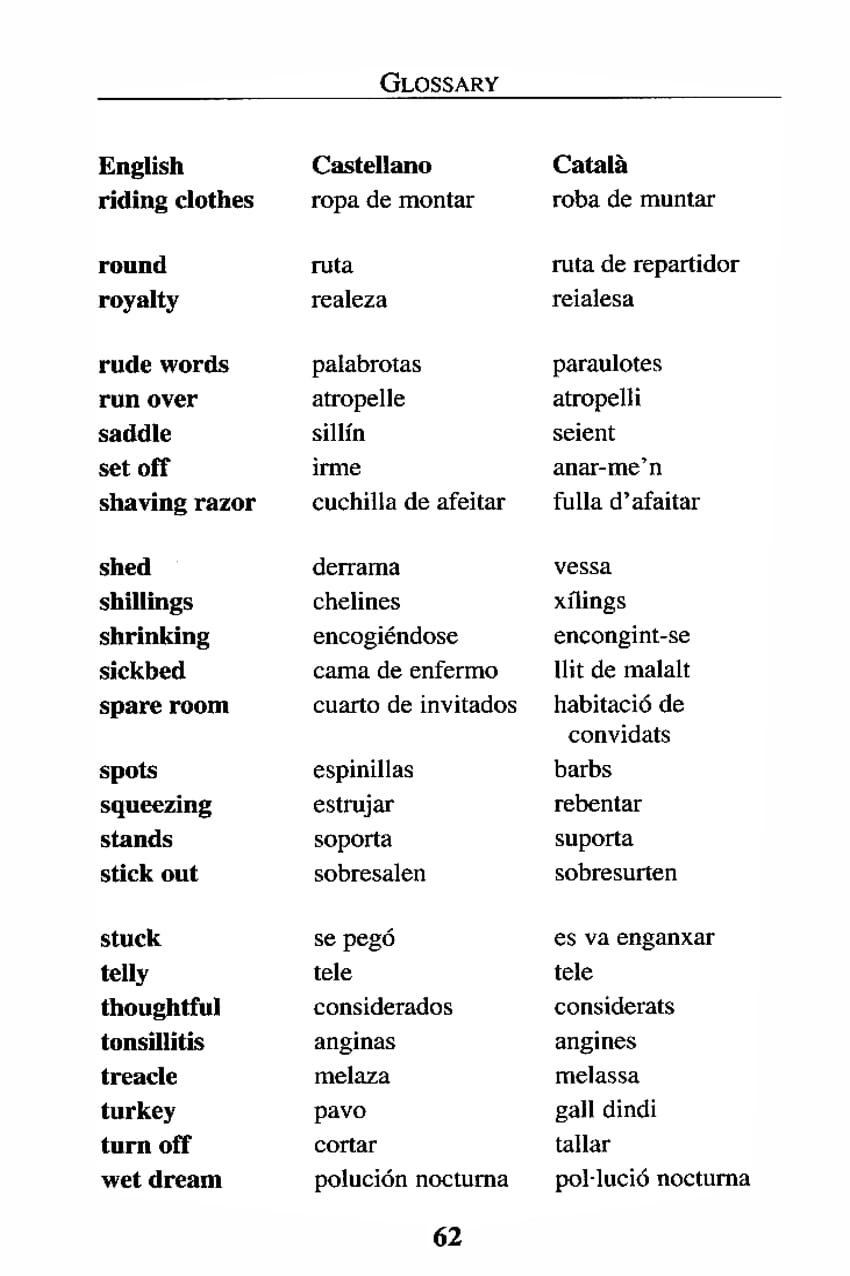 GLOSSARY
English Castellano Català
riding clothes ropa de montar roba de muntar
round ruta ruta de repartidor
royalty realeza reialesa
rude words palabrotas paraulotes
run over atropelle atropelli
saddle sillín seient
set off irme anar-me’n
shaving razor cuchilla de afeitar fulla d’afaitar
shed derrama vessa
shillings chelines xílings
shrinking encogiéndose encongint-se
sickbed cama de enfermo llit de malalt
spare room cuarto de invitados habitació de
convidats
spots espinillas barbs
squeezing estrujar rebentar
stands soporta suporta
stick out sobresalen sobresurten
stuck se pegó es va enganxar
telly tele tele
thoughtful considerados considerats
tonsillitis anginas angines
treacle melaza melassa
turkey pavo gall dindi
turn off cortar tallar
wet dream polución nocturna pol·lució nocturna
62